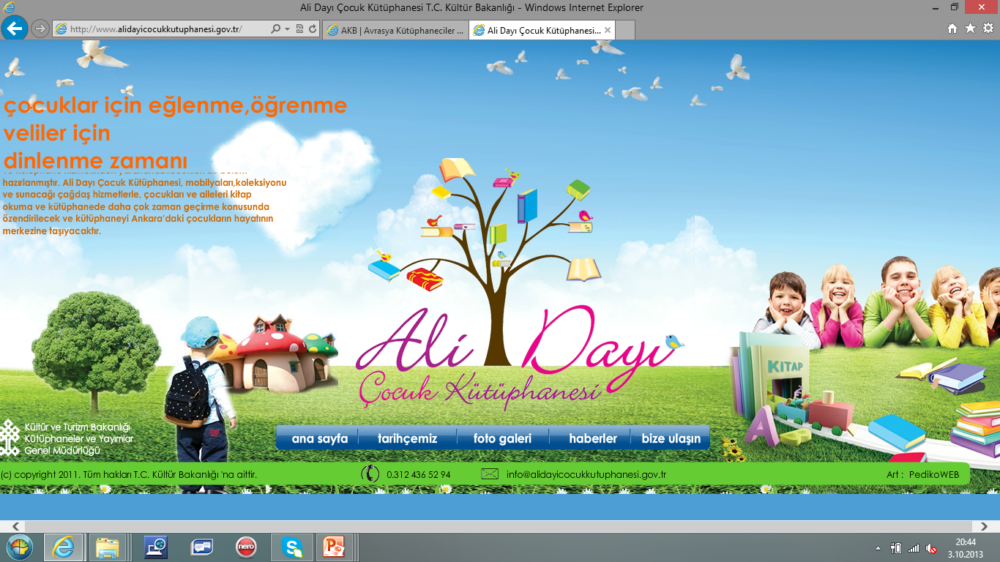 Ali Dayı Çocuk Kütüphanesi T.C. Kültür Bakanlığı - Windows Internet Explorer
http://www.alidayicocukkutuphanesi.gov.tr/
AKB | Avrasya Kütüphaneciler ...
Ali Dayı Çocuk Kütüphanesi...
çocuklar için eğlenme,öğrenme
veliler için
dinlenme zamanı
hazırlanmıştır. Ali Dayı Çocuk Kütüphanesi, mobilyaları,koleksiyonu
ve sunacağı çağdaş hizmetlerle, çocukları ve aileleri kitap
okuma ve kütüphanede daha çok zaman geçirme konusunda
özendirilecek ve kütüphaneyi Ankara'daki çocukların hayatının
merkezine taşıyacaktır.
Ali Dayı
Çocuk Kütüphanesi
KİTAP
A B
Kültür ve Turizm Bakanlığı
Kütüphaneler ve Yayımlar
Genel Müdürlüğü
ana sayfa
tarihçemiz
foto galeri
haberler
bize ulaşın
(c) copyright 2011. Tüm hakları T.C. Kültür Bakanlığı 'na aittir.
0.312 436 52 94
info@alidayicocukkutuphanesi.gov.tr
Art : PedikoWEB
nero
20:44
3.10.2013